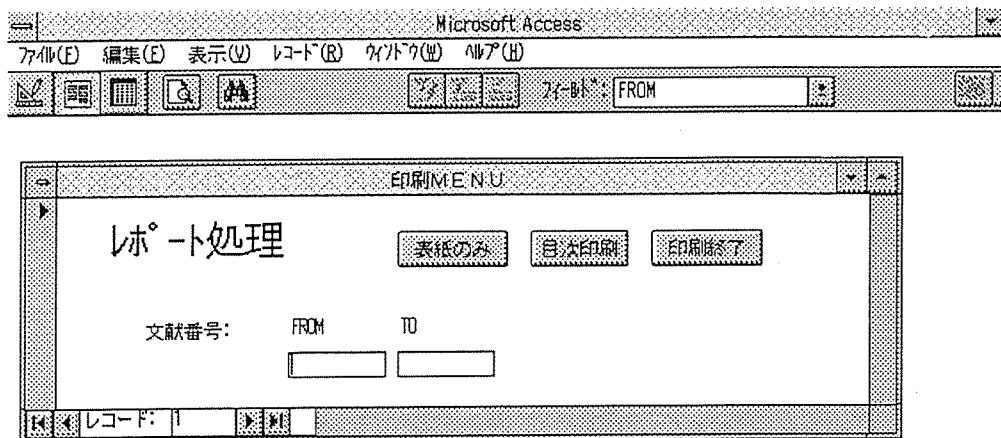 Microsoft Access
ﾌｧｲﾙ(F) 編集(E) 表示(V) ﾚｺｰﾄﾞ(R) ｳｨﾝﾄﾞｳ(W) ﾍﾙﾌﾟ(H)
ﾌｨｰﾙﾄﾞ: FROM
印刷ＭＥＮＵ
ﾚﾎﾟｰﾄ処理 表紙のみ 目次印刷 印刷終了
文献番号: FROM TO
レコード: 1